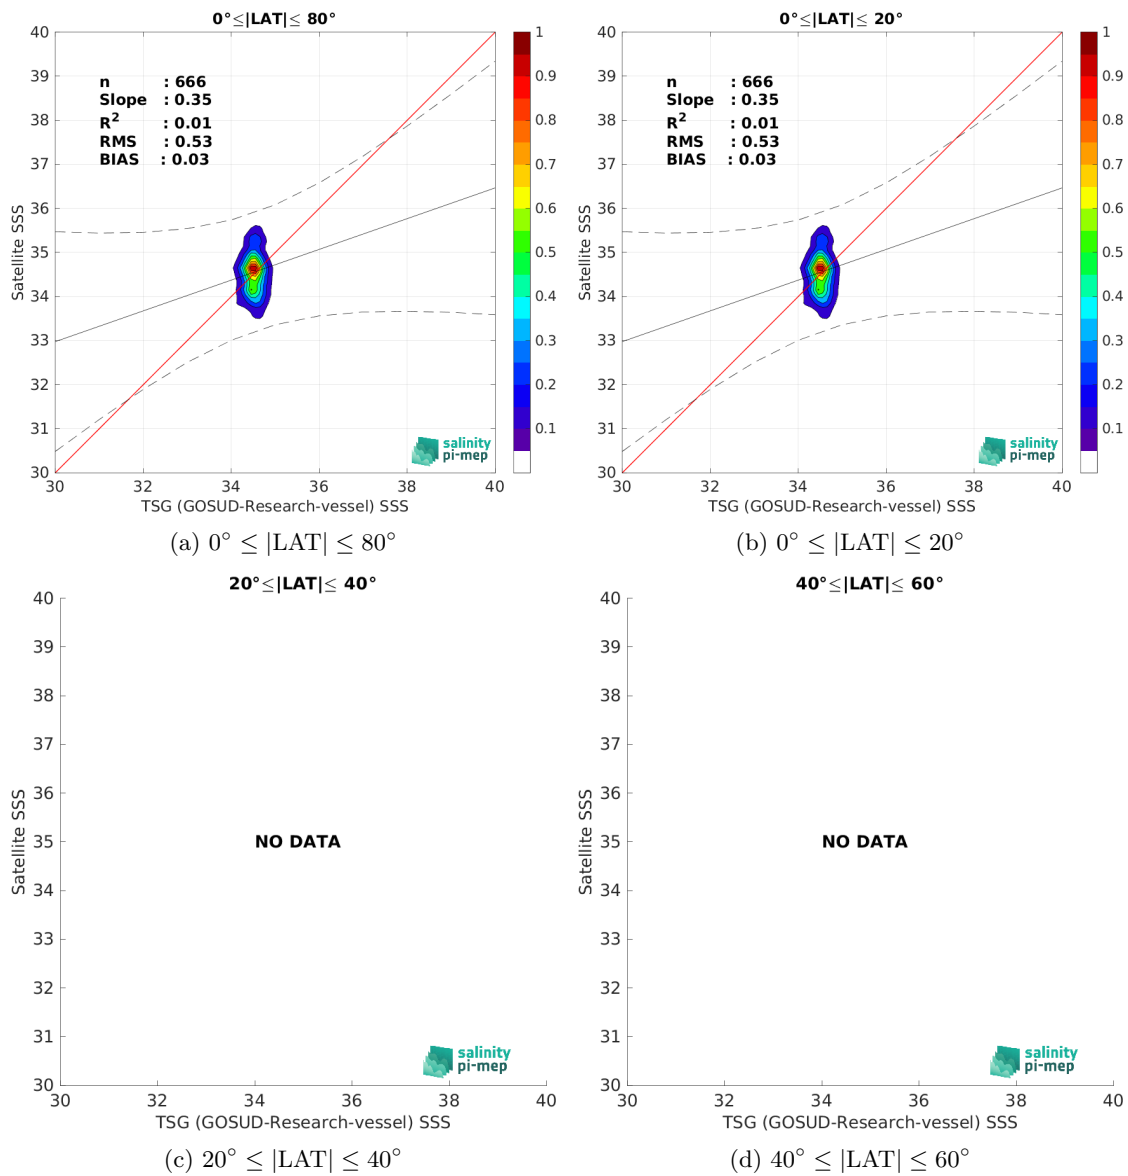 0°≤|LAT|≤ 80°
40
39
38
37
36
35
34
33
32
31
30
Satellite SSS
n : 666
Slope : 0.35
R² : 0.01
RMS : 0.53
BIAS : 0.03
salinity
pi-mep
30 32 34 36 38 40
TSG (GOSUD-Research-vessel) SSS
1
0.9
0.8
0.7
0.6
0.5
0.4
0.3
0.2
0.1
(a) 0° ≤ |LAT| ≤ 80°
0°≤|LAT|≤ 20°
40
39
38
37
36
35
34
33
32
31
30
Satellite SSS
n : 666
Slope : 0.35
R² : 0.01
RMS : 0.53
BIAS : 0.03
salinity
pi-mep
30 32 34 36 38 40
TSG (GOSUD-Research-vessel) SSS
1
0.9
0.8
0.7
0.6
0.5
0.4
0.3
0.2
0.1
(b) 0° ≤ |LAT| ≤ 20°
20°≤|LAT|≤ 40°
40
39
38
37
36
35
34
33
32
31
30
Satellite SSS
NO DATA
salinity
pi-mep
30 32 34 36 38 40
TSG (GOSUD-Research-vessel) SSS
(c) 20° ≤ |LAT| ≤ 40°
40°≤|LAT|≤ 60°
40
39
38
37
36
35
34
33
32
31
30
Satellite SSS
NO DATA
salinity
pi-mep
30 32 34 36 38 40
TSG (GOSUD-Research-vessel) SSS
(d) 40° ≤ |LAT| ≤ 60°